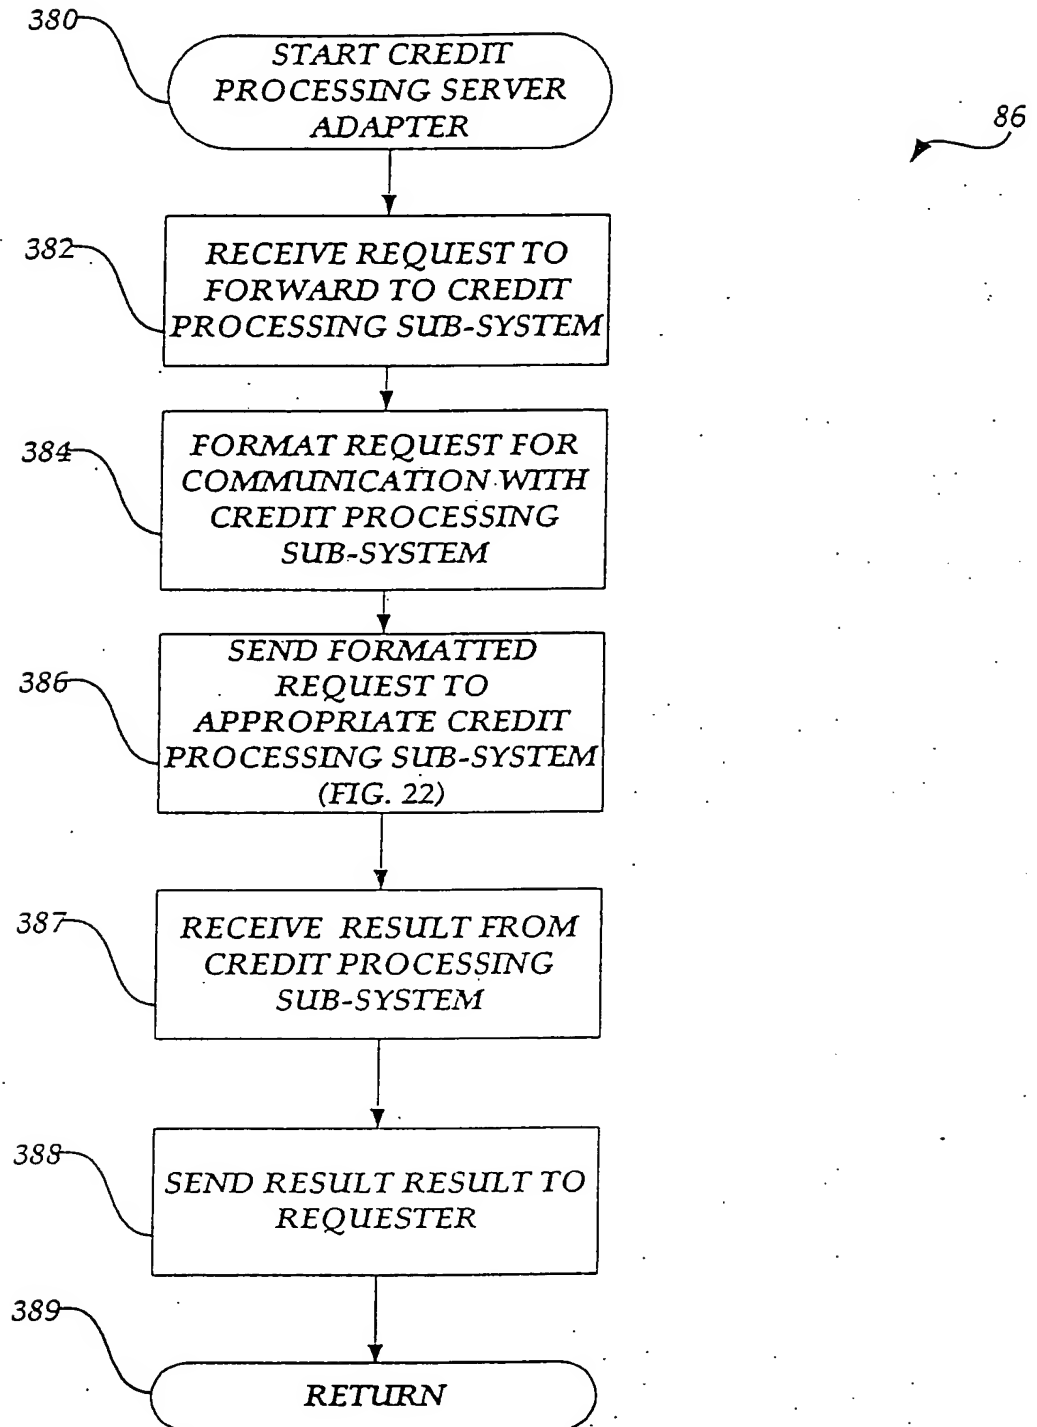 380
START CREDIT
PROCESSING SERVER
ADAPTER
86
382
RECEIVE REQUEST TO
FORWARD TO CREDIT
PROCESSING SUB-SYSTEM
384
FORMAT REQUEST FOR
COMMUNICATION WITH
CREDIT PROCESSING
SUB-SYSTEM
386
SEND FORMATTED
REQUEST TO
APPROPRIATE CREDIT
PROCESSING SUB-SYSTEM
(FIG. 22)
387
RECEIVE RESULT FROM
CREDIT PROCESSING
SUB-SYSTEM
388
SEND RESULT RESULT TO
REQUESTER
389
RETURN